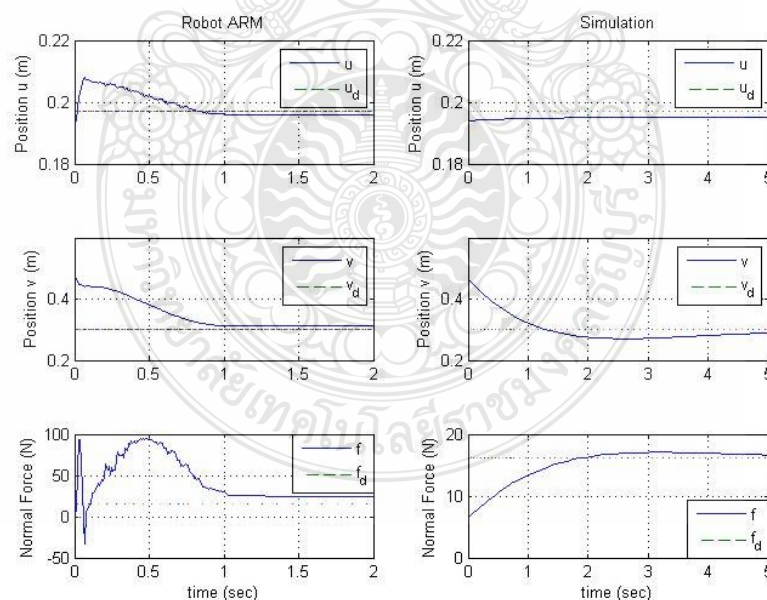 Robot ARM
0.22
0.2
0.18
Position u (m)
u
u_d
0 0.5 1 1.5 2
Simulation
0.22
0.2
0.18
Position u (m)
u
u_d
0 1 2 3 4 5
0.4
0.2
Position v (m)
v
v_d
0 0.5 1 1.5 2
0.4
0.2
Position v (m)
v
v_d
0 1 2 3 4 5
100
50
0
-50
Normal Force (N)
f
f_d
0 0.5 1 1.5 2
time (sec)
20
10
0
Normal Force (N)
f
f_d
0 1 2 3 4 5
time (sec)